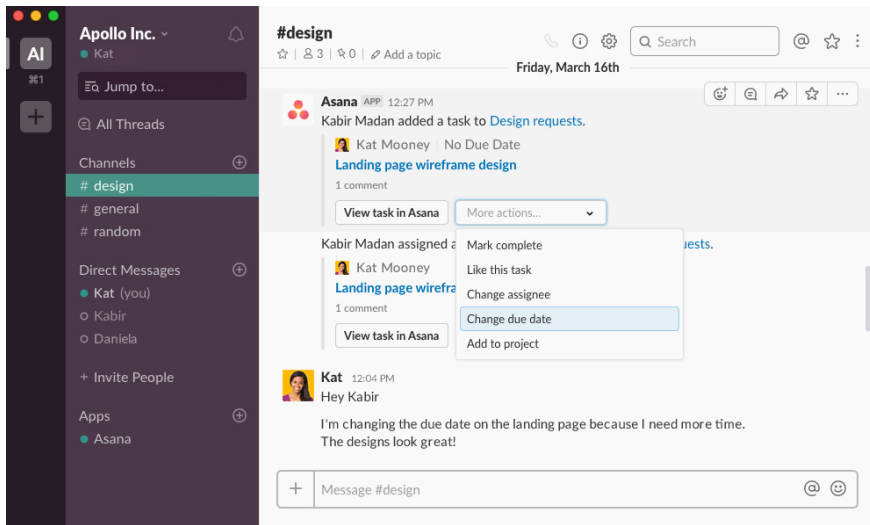 Apollo Inc.
Kat
AI
⌘1
Jump to...
All Threads
Channels
# design
# general
# random
Direct Messages
Kat (you)
Kabir
Daniela
+ Invite People
Apps
Asana
#design
3 | 0 | Add a topic
Search
Friday, March 16th
Asana APP 12:27 PM
Kabir Madan added a task to Design requests.
Kat Mooney | No Due Date
Landing page wireframe design
1 comment
View task in Asana
More actions...
Mark complete
Like this task
Change assignee
Change due date
Add to project
Kabir Madan assigned a
uests.
Kat Mooney
Landing page wirefra
1 comment
View task in Asana
Kat 12:04 PM
Hey Kabir
I'm changing the due date on the landing page because I need more time.
The designs look great!
Message #design